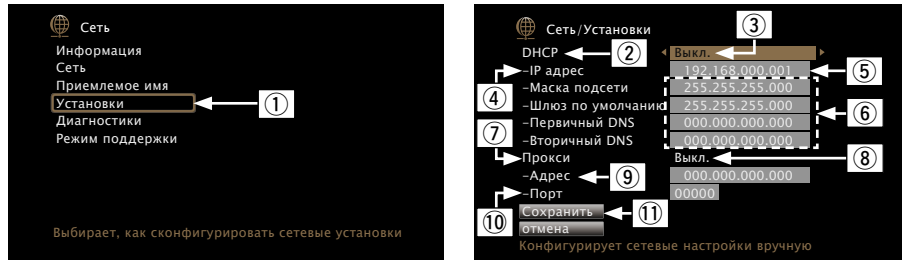 Сеть
Информация
Сеть
Приемлемое имя
Установки
Диагностики
Режим поддержки
Выбирает, как сконфигурировать сетевые установки
1
Сеть/Установки
3
DHCP
2
Выкл.
4
–IP адрес
192.168.000.001
5
–Маска подсети
255.255.255.000
–Шлюз по умолчанию
255.255.255.000
6
–Первичный DNS
000.000.000.000
7
–Вторичный DNS
000.000.000.000
Прокси
Выкл.
8
–Адрес
9
000.000.000.000
–Порт
00000
10
Сохранить
11
отмена
Конфигурирует сетевые настройки вручную